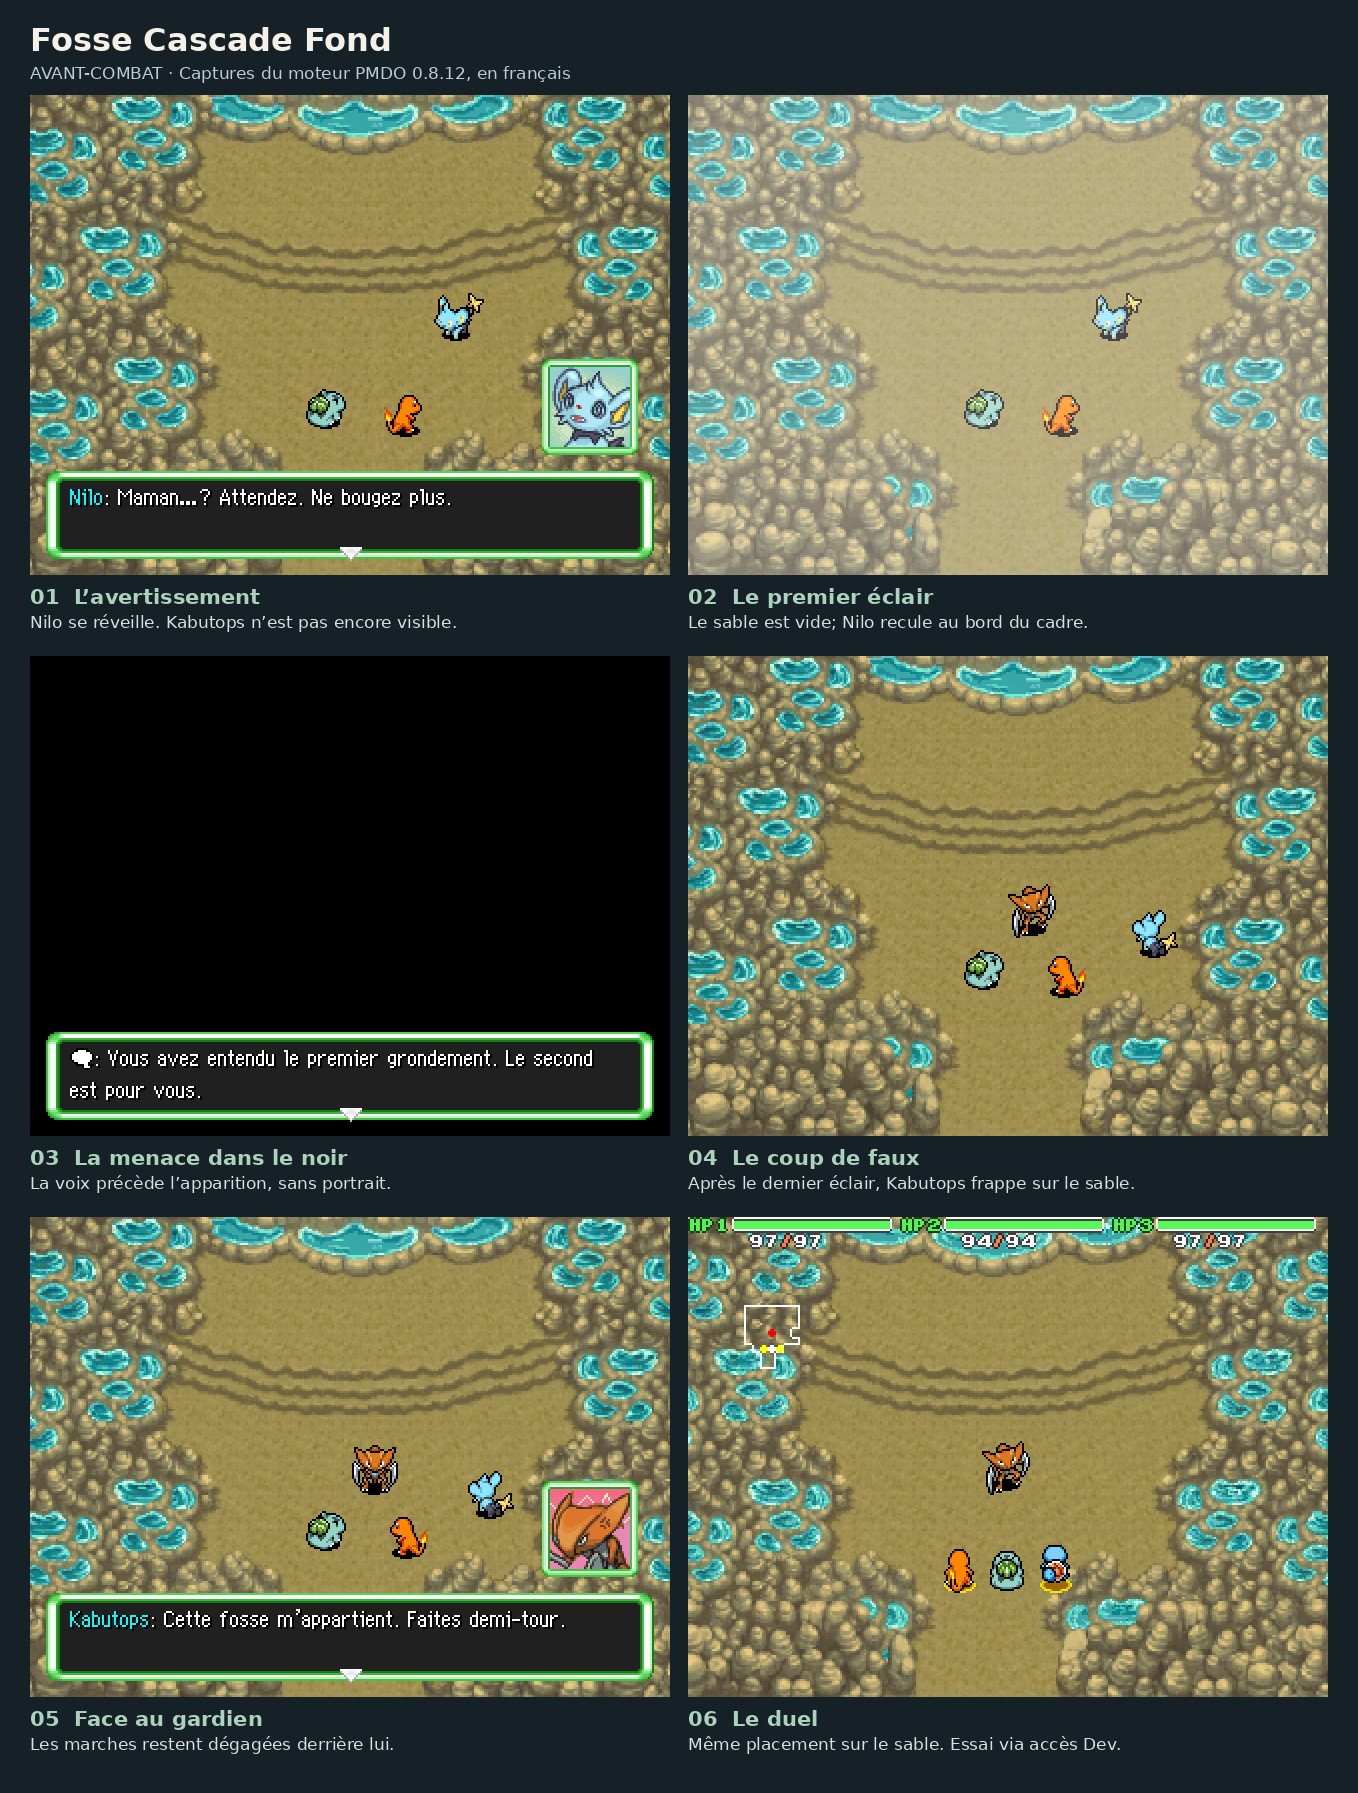 Fosse Cascade Fond
AVANT-COMBAT · Captures du moteur PMDO 0.8.12, en français
Nilo: Maman...? Attendez. Ne bougez plus.
01 L’avertissement
Nilo se réveille. Kabutops n’est pas encore visible.
02 Le premier éclair
Le sable est vide; Nilo recule au bord du cadre.
: Vous avez entendu le premier grondement. Le second
est pour vous.
03 La menace dans le noir
La voix précède l’apparition, sans portrait.
04 Le coup de faux
Après le dernier éclair, Kabutops frappe sur le sable.
Kabutops: Cette fosse m’appartient. Faites demi-tour.
05 Face au gardien
Les marches restent dégagées derrière lui.
HP1 HP2 HP3
97/97 94/94 97/97
06 Le duel
Même placement sur le sable. Essai via accès Dev.